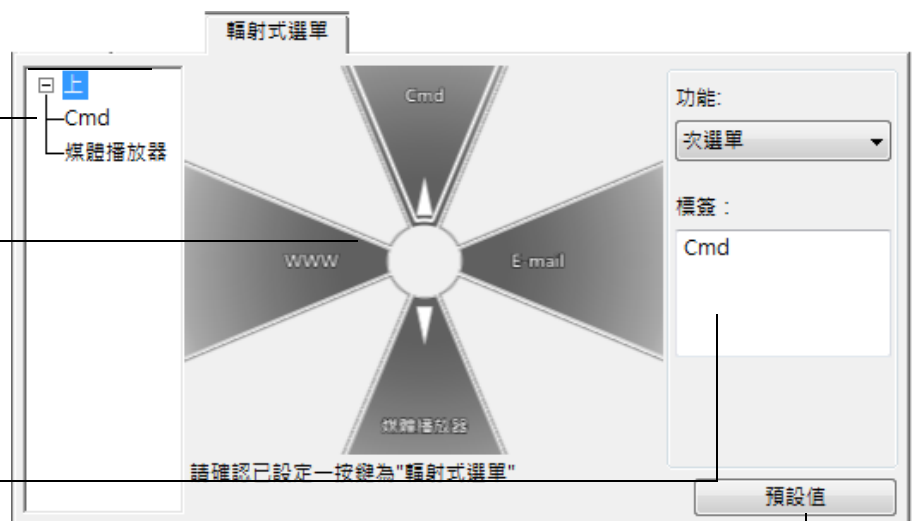 輻射式選單
上
Cmd
媒體播放器
Cmd
WWW
E-mail
媒體播放器
請確認已設定一按鍵為"輻射式選單"
功能:
次選單
標簽：
Cmd
預設值